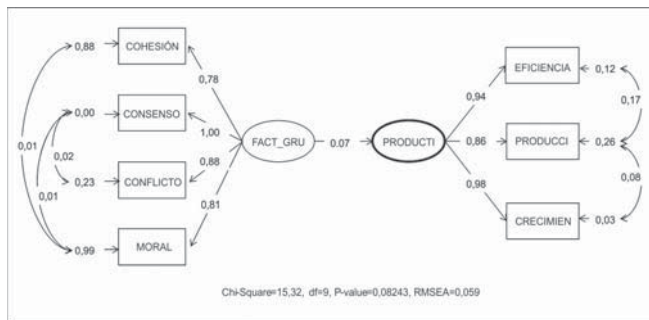 0,88
COHESIÓN
0,78
0,00
CONSENSO
1,00
0,01
0,02
0,01
0,23
CONFLICTO
0,88
0,81
0,99
MORAL
FACT_GRU
0.07
PRODUCTI
0,94
0,86
0,98
EFICIENCIA
0,12
0,17
PRODUCCI
0,26
0,08
CRECIMIEN
0,03
Chi-Square=15,32, df=9, P-value=0,08243, RMSEA=0,059